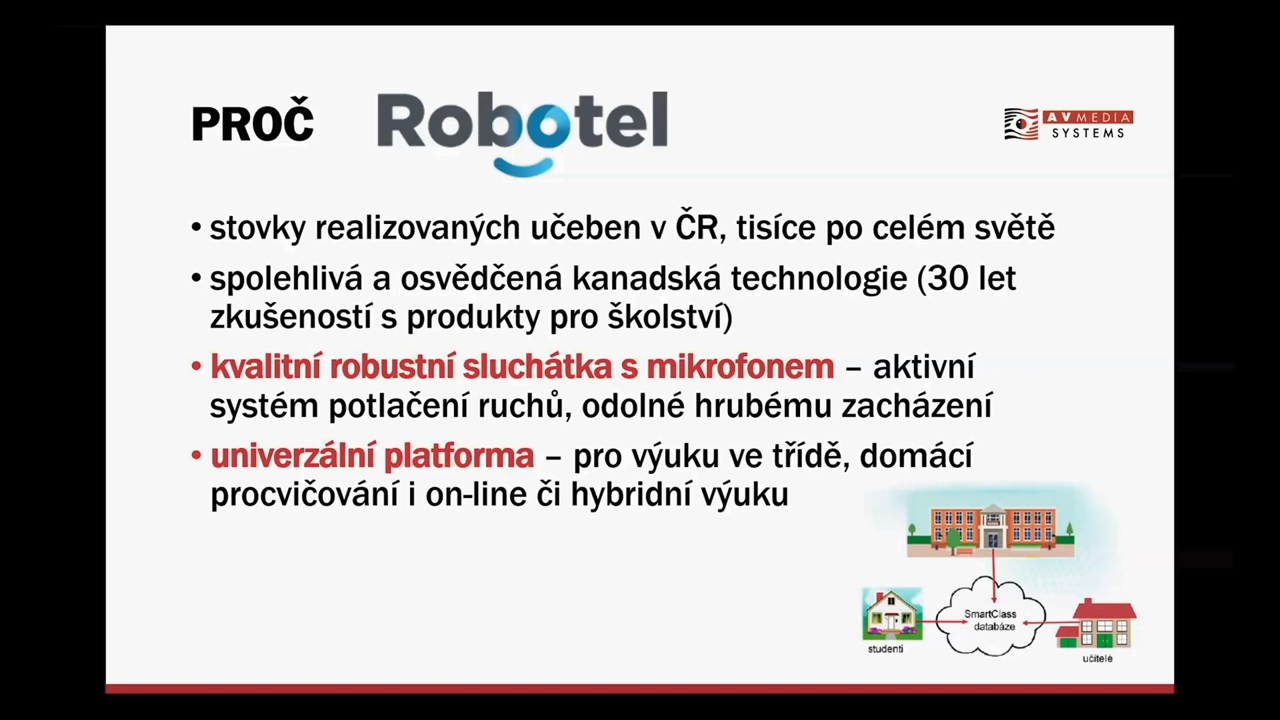 PROČ Robotel
AV MEDIA
SYSTEMS
• stovky realizovaných učeben v ČR, tisíce po celém světě
• spolehlivá a osvědčená kanadská technologie (30 let
zkušeností s produkty pro školství)
• kvalitní robustní sluchátka s mikrofonem – aktivní
systém potlačení ruchů, odolné hrubému zacházení
• univerzální platforma – pro výuku ve třídě, domácí
procvičování i on-line či hybridní výuku
SmartClass
databáze
studenti
učitelé